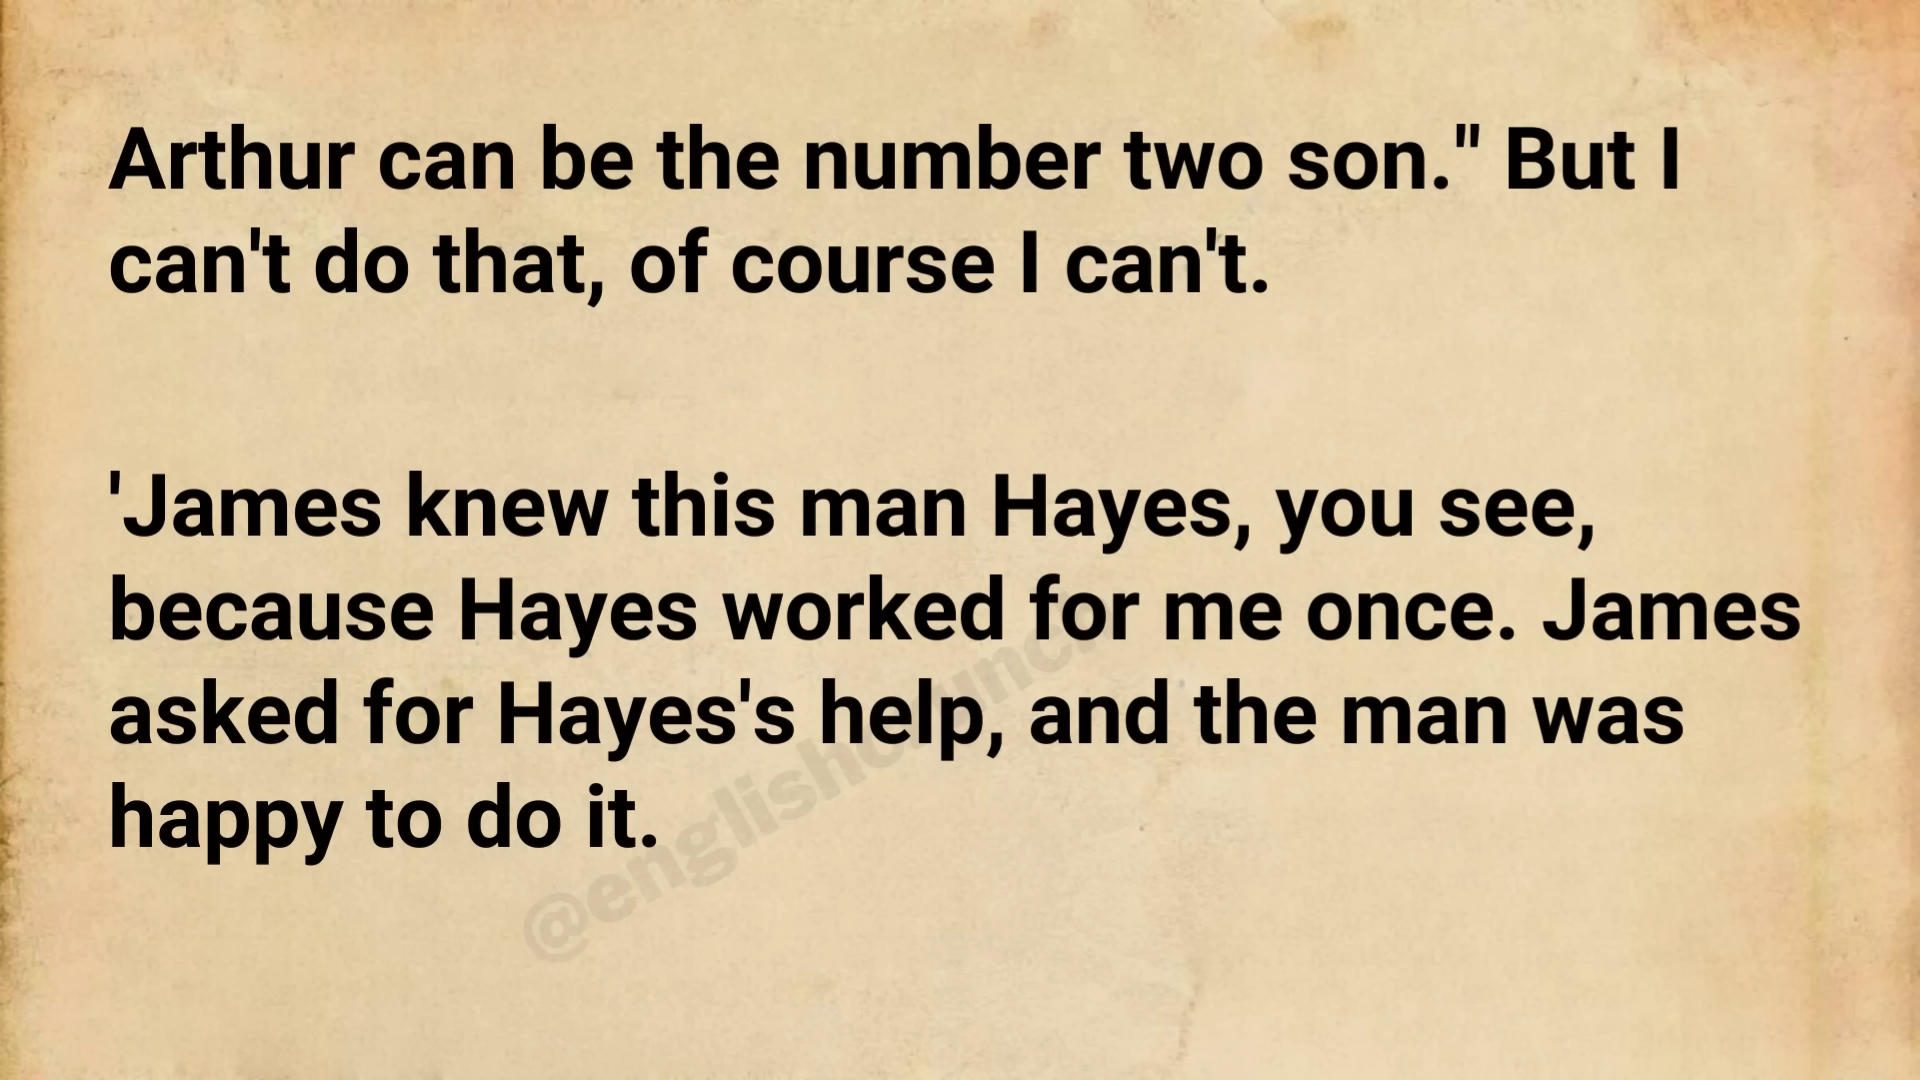 Arthur can be the number two son." But I
can't do that, of course I can't.
'James knew this man Hayes, you see,
because Hayes worked for me once. James
asked for Hayes's help, and the man was
happy to do it.